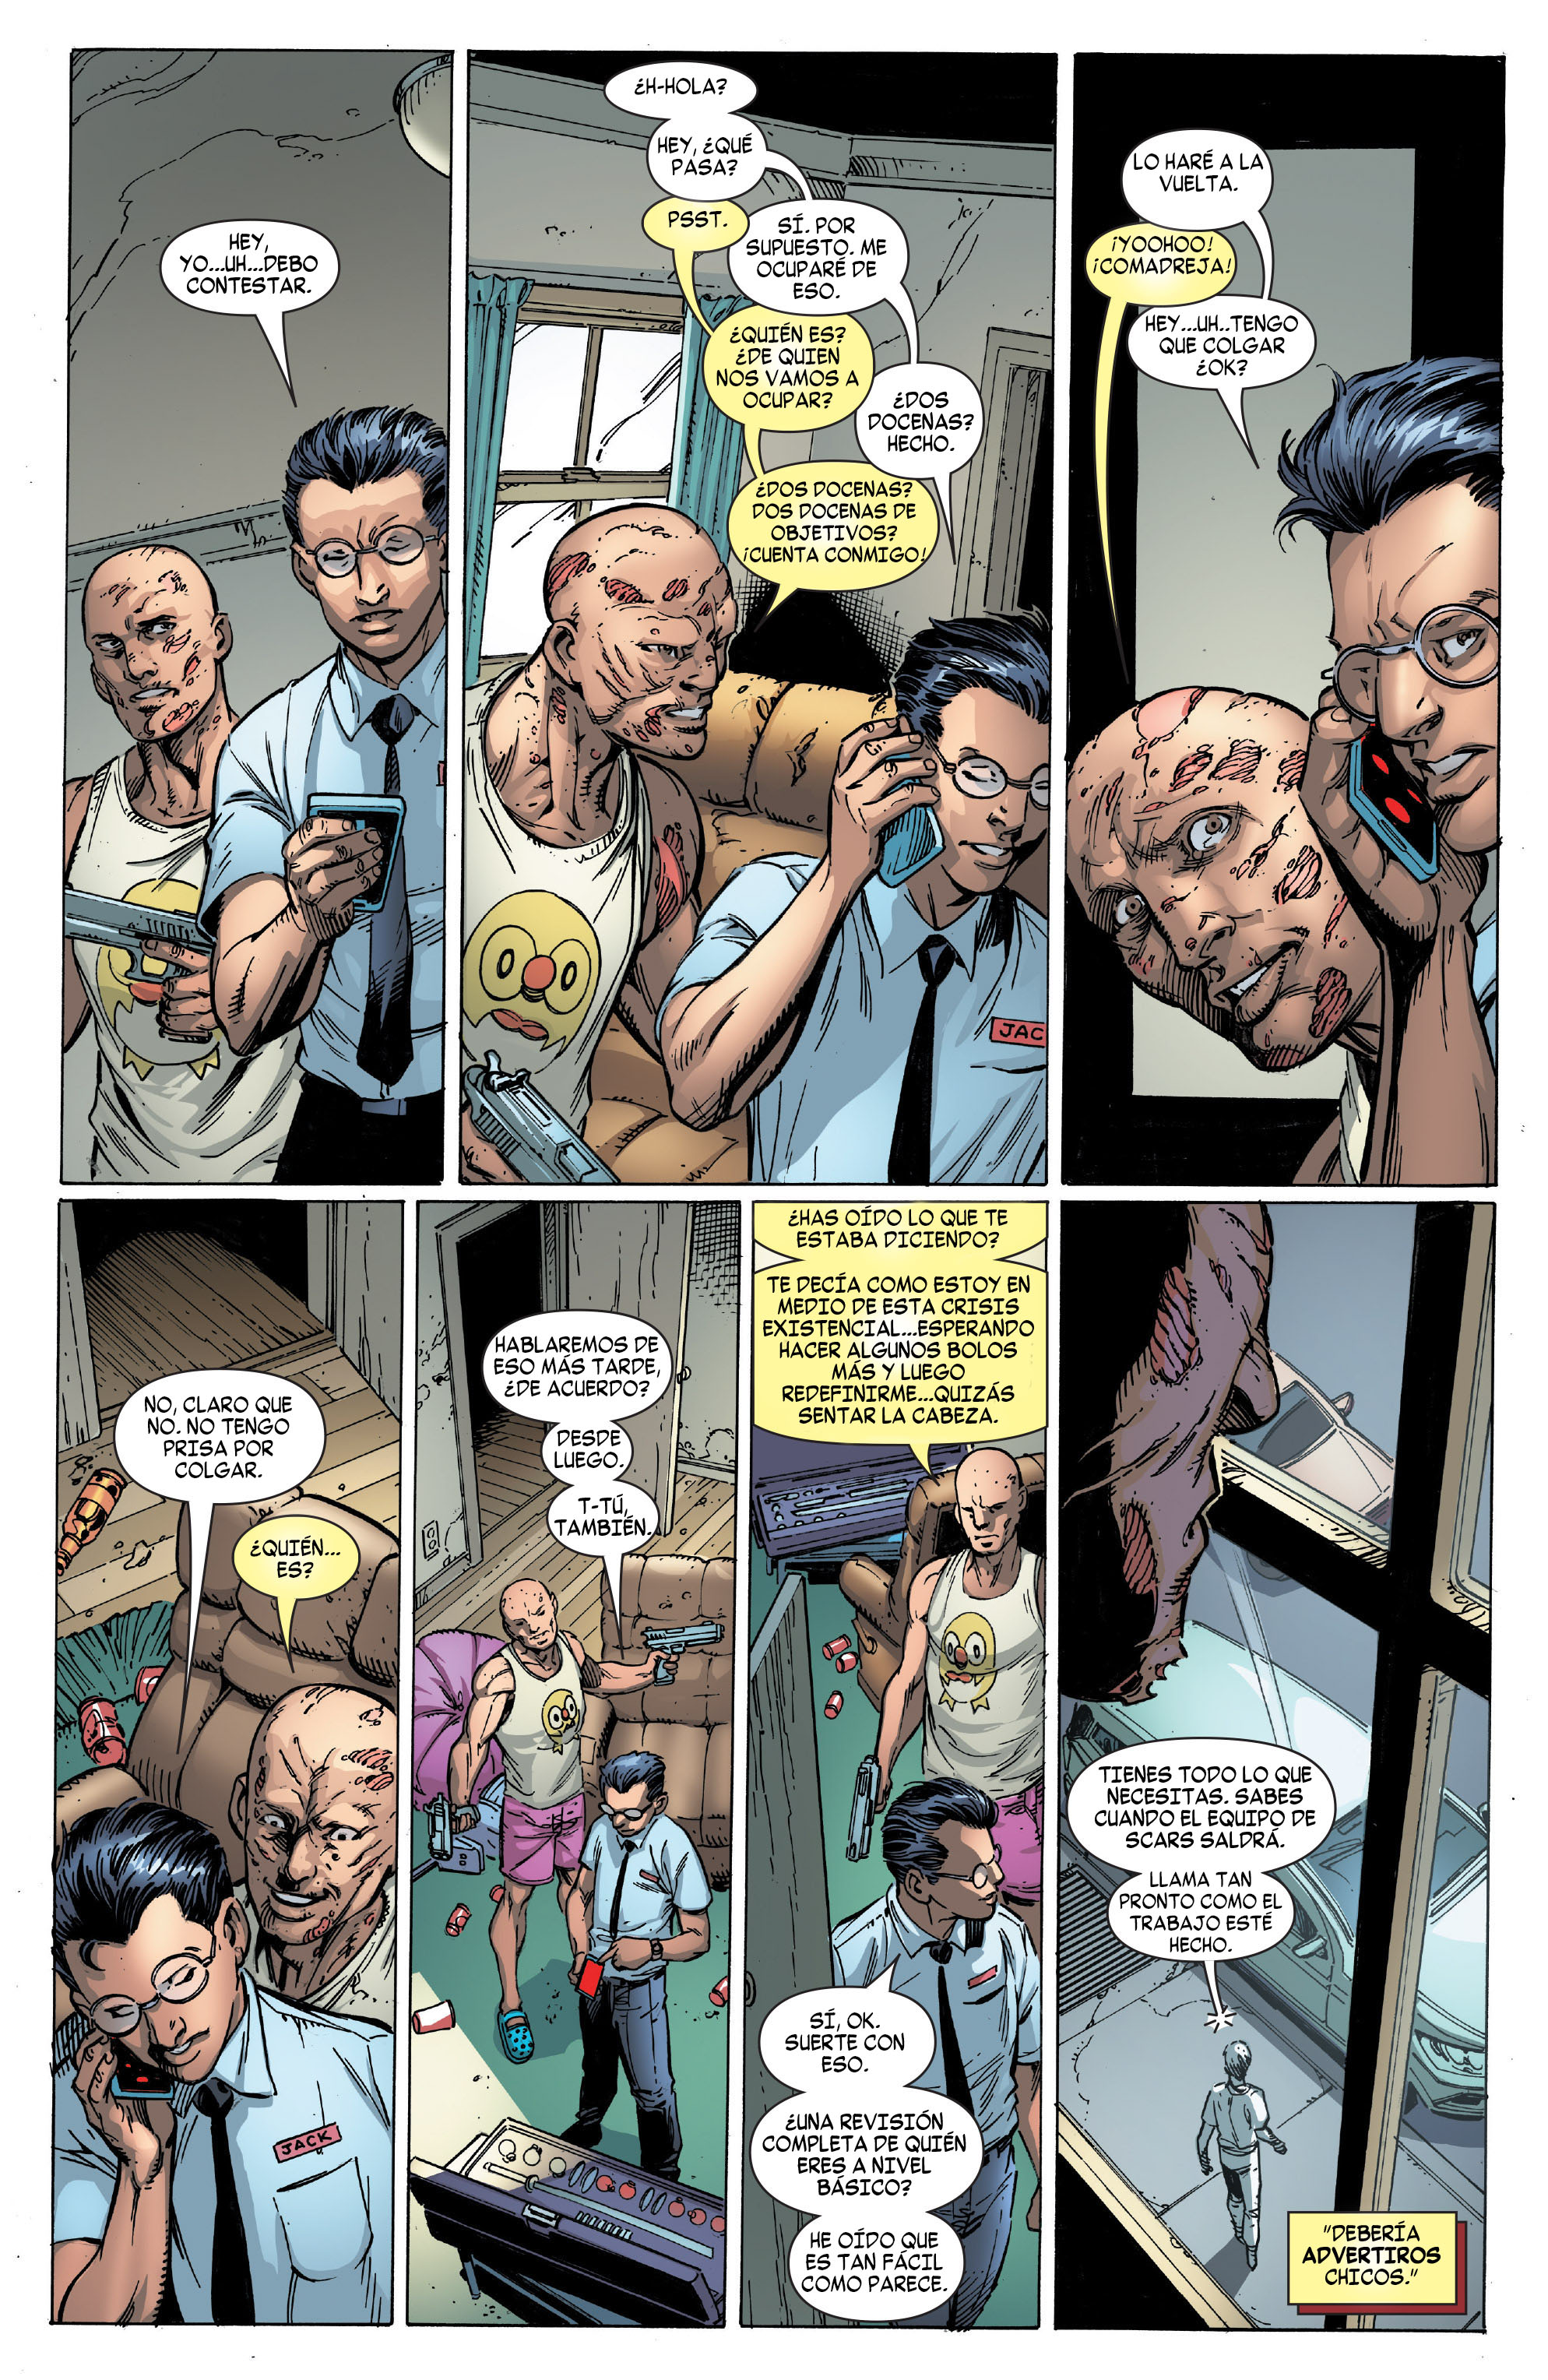 HEY,
YO...UH...DEBO
CONTESTAR.
¿H-HOLA?
HEY, ¿QUÉ
PASA?
PSST.
SÍ. POR
SUPUESTO. ME
OCUPARÉ DE
ESO.
¿QUIÉN ES?
¿DE QUIEN
NOS VAMOS A
OCUPAR?
¿DOS
DOCENAS?
HECHO.
¿DOS DOCENAS?
DOS DOCENAS DE
OBJETIVOS?
¡CUENTA CONMIGO!
JAC
LO HARÉ A LA
VUELTA.
¡YOOHOO!
¡COMADREJA!
HEY...UH..TENGO
QUE COLGAR
¿OK?
NO, CLARO QUE
NO. NO TENGO
PRISA POR
COLGAR.
¿QUIÉN...
ES?
JACK
HABLAREMOS DE
ESO MÁS TARDE,
¿DE ACUERDO?
DESDE
LUEGO.
T-TÚ,
TAMBIÉN.
¿HAS OÍDO LO QUE TE
ESTABA DICIENDO?
TE DECÍA COMO ESTOY EN
MEDIO DE ESTA CRISIS
EXISTENCIAL...ESPERANDO
HACER ALGUNOS BOLOS
MÁS Y LUEGO
REDEFINIRME...QUIZÁS
SENTAR LA CABEZA.
SÍ, OK.
SUERTE CON
ESO.
¿UNA REVISIÓN
COMPLETA DE QUIÉN
ERES A NIVEL
BÁSICO?
HE OÍDO QUE
ES TAN FÁCIL
COMO PARECE.
TIENES TODO LO QUE
NECESITAS. SABES
CUANDO EL EQUIPO DE
SCARS SALDRÁ.
LLAMA TAN
PRONTO COMO EL
TRABAJO ESTÉ
HECHO.
"DEBERÍA
ADVERTIROS
CHICOS."